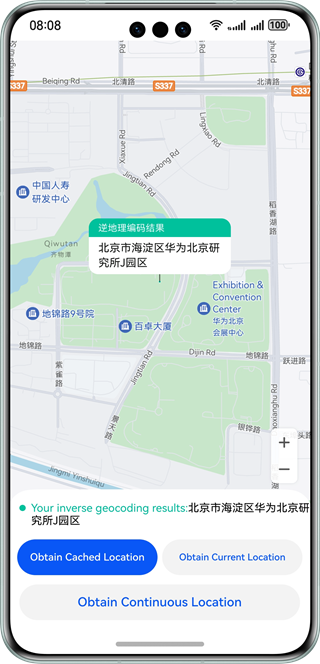 08:08
100
Beiqing Rd
北清路
北清路
S337
S337
S337
Xiaxue Rd
Lingxiao Rd
Rendong Rd
Jingtian Rd
中国人寿
研发中心
稻香湖路
逆地理编码结果
北京市海淀区华为北京研
究所J园区
Qiwutan
齐物潭
Exhibition &
Convention
Center
华为北京
会展中心
地锦路9号院
百卓大厦
地锦路
Dijin Rd
地锦路
跃进路
紫雀路
Jingtian Rd
景天路
银桦路
Jingmi Yinshuiqu
+
−
Your inverse geocoding results:北京市海淀区华为北京研
究所J园区
Obtain Cached Location
Obtain Current Location
Obtain Continuous Location